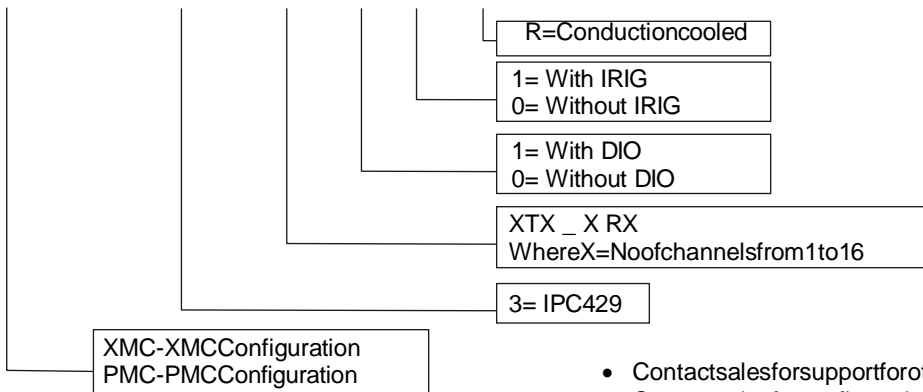 R=Conductioncooled
1= With IRIG
0= Without IRIG
1= With DIO
0= Without DIO
XTX _ X RX
WhereX=Noofchannelsfrom1to16
3= IPC429
XMC-XMCConfiguration
PMC-PMCConfiguration
• Contactsalesforsupportforo